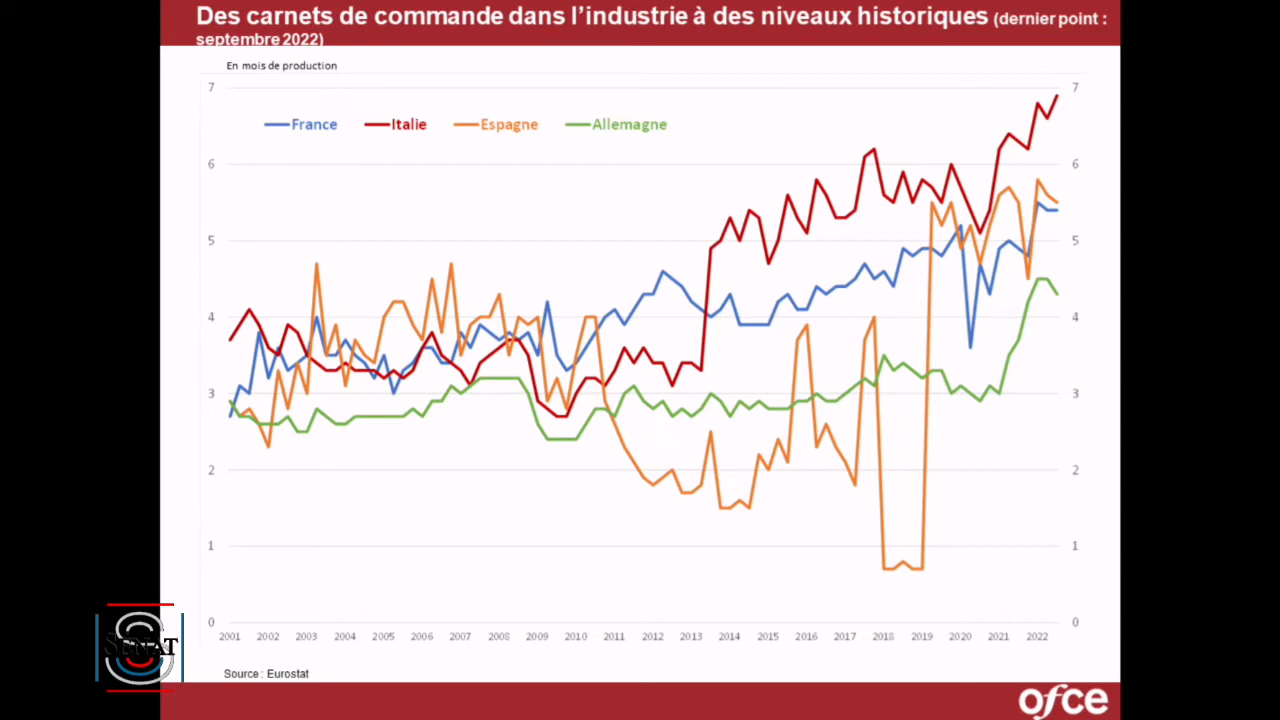 Des carnets de commande dans l’industrie à des niveaux historiques (dernier point :
septembre 2022)
En mois de production
7 7
France Italie Espagne Allemagne
6 6
5 5
4 4
3 3
2 2
1 1
0 0
2001 2002 2003 2004 2005 2006 2007 2008 2009 2010 2011 2012 2013 2014 2015 2016 2017 2018 2019 2020 2021 2022
SENAT
Source : Eurostat
ofce